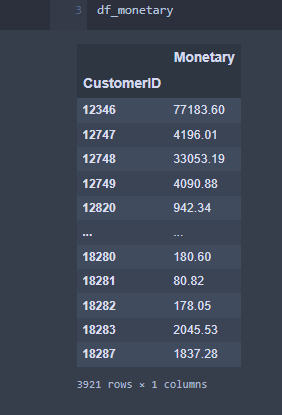 3 df_monetary
Monetary
CustomerID
12346 77183.60
12747 4196.01
12748 33053.19
12749 4090.88
12820 942.34
... ...
18280 180.60
18281 80.82
18282 178.05
18283 2045.53
18287 1837.28
3921 rows × 1 columns